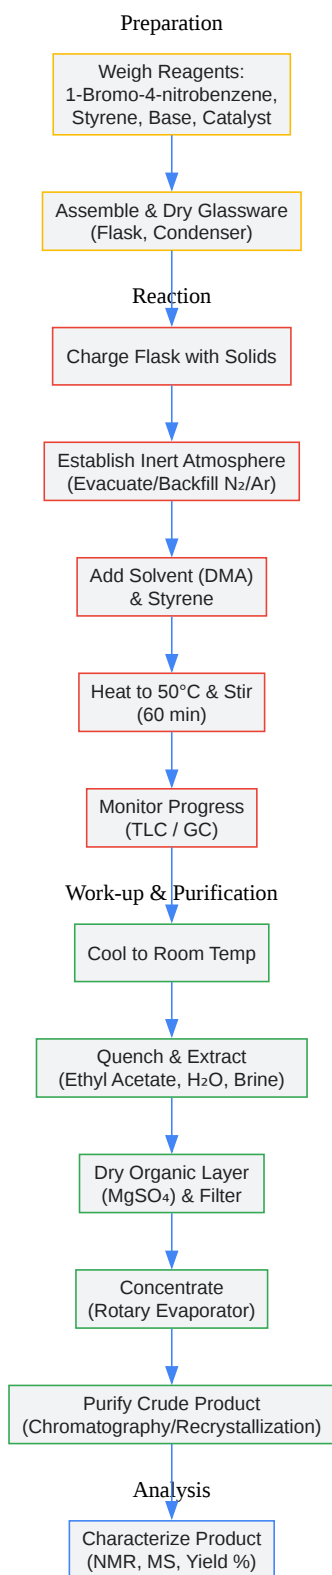 Preparation
Weigh Reagents:
1-Bromo-4-nitrobenzene,
Styrene, Base, Catalyst
Assemble & Dry Glassware
(Flask, Condenser)
Reaction
Charge Flask with Solids
Establish Inert Atmosphere
(Evacuate/Backfill N₂/Ar)
Add Solvent (DMA)
& Styrene
Heat to 50°C & Stir
(60 min)
Monitor Progress
(TLC / GC)
Work-up & Purification
Cool to Room Temp
Quench & Extract
(Ethyl Acetate, H₂O, Brine)
Dry Organic Layer
(MgSO₄) & Filter
Concentrate
(Rotary Evaporator)
Purify Crude Product
(Chromatography/Recrystallization)
Analysis
Characterize Product
(NMR, MS, Yield %)